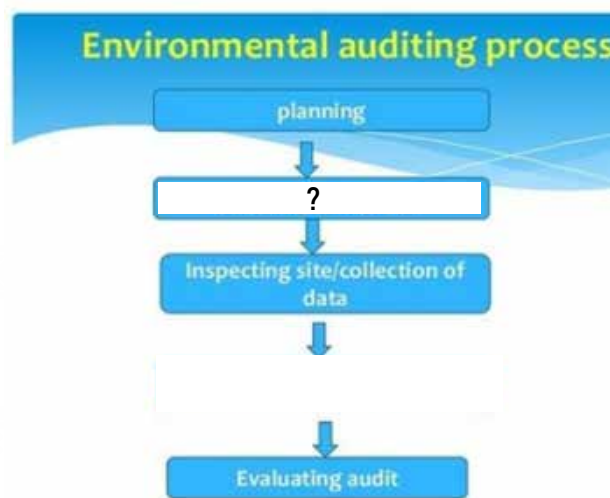 Environmental auditing process
planning
?
Inspecting site/collection of
data
Evaluating audit